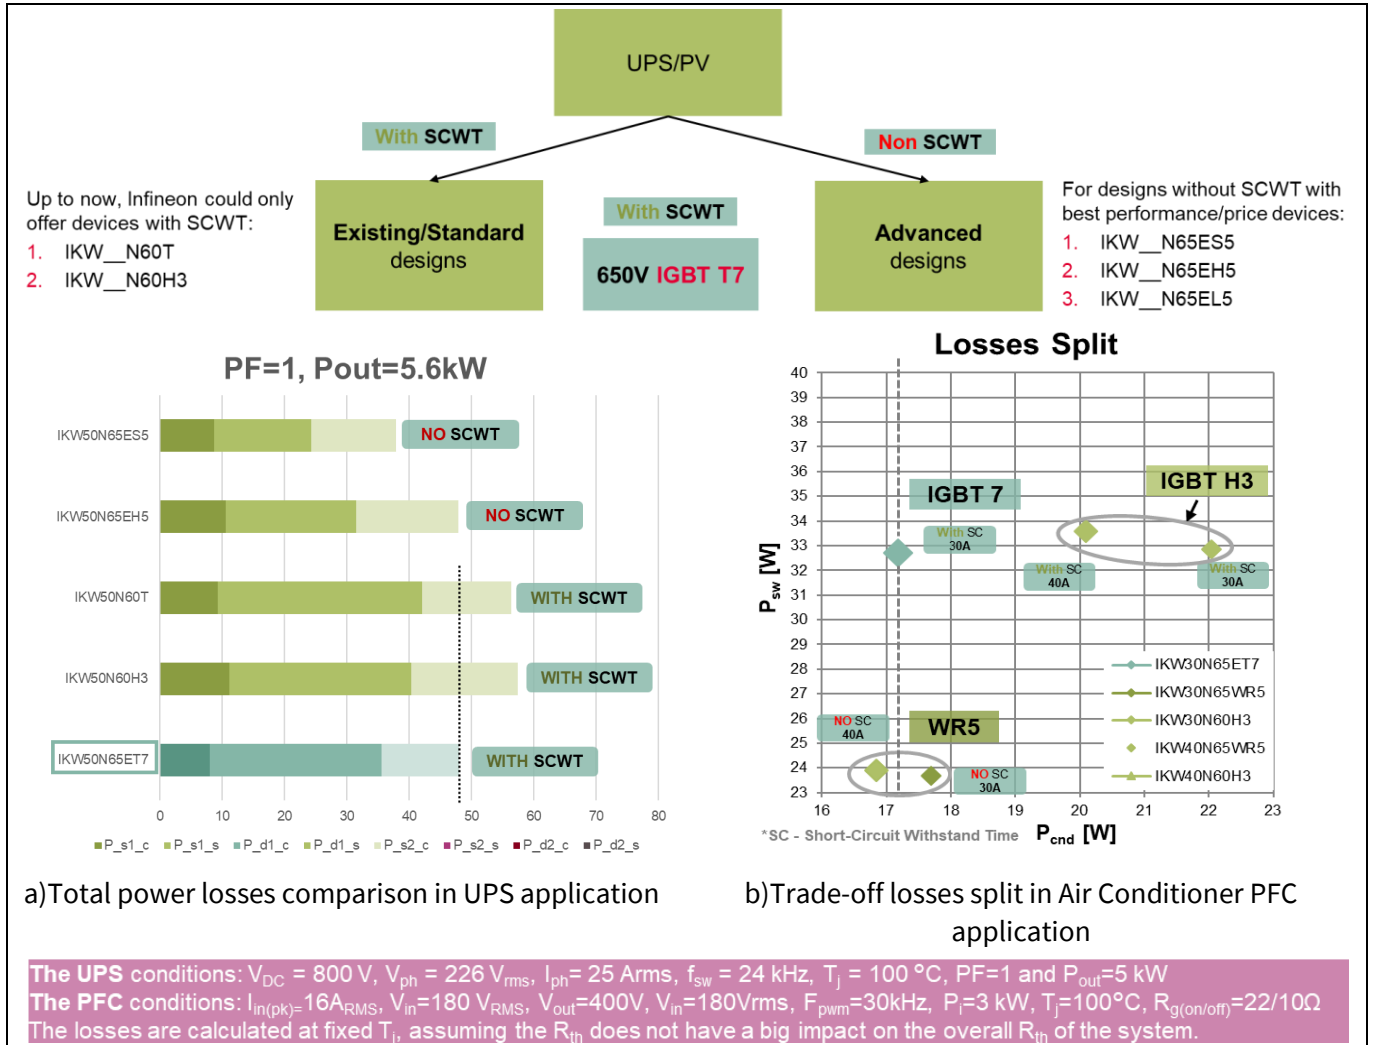 UPS/PV
With SCWT
Non SCWT
Up to now, Infineon could only
offer devices with SCWT:
1. IKW__N60T
2. IKW__N60H3
Existing/Standard
designs
With SCWT
650V IGBT T7
Advanced
designs
For designs without SCWT with
best performance/price devices:
1. IKW__N65ES5
2. IKW__N65EH5
3. IKW__N65EL5
PF=1, Pout=5.6kW
IKW50N65ES5
NO SCWT
IKW50N65EH5
NO SCWT
IKW50N60T
WITH SCWT
IKW50N60H3
WITH SCWT
IKW50N65ET7
WITH SCWT
0 10 20 30 40 50 60 70 80
P_s1_c P_s1_s P_d1_c P_d1_s P_s2_c P_s2_s P_d2_c P_d2_s
Losses Split
40
39
38
37
36
35
34
33
32
31
30
29
28
27
26
25
24
23
Psw [W]
IGBT 7
IGBT H3
With SC
30A
With SC
40A
With SC
30A
NO SC
40A
WR5
NO SC
30A
IKW30N65ET7
IKW30N65WR5
IKW30N60H3
IKW40N65WR5
IKW40N60H3
16 17 18 19 20 21 22 23
*SC - Short-Circuit Withstand Time Pcnd [W]
a)Total power losses comparison in UPS application
b)Trade-off losses split in Air Conditioner PFC
application
The UPS conditions: VDC = 800 V, Vph = 226 Vrms, Iph= 25 Arms, fsw = 24 kHz, Tj = 100 °C, PF=1 and Pout=5 kW
The PFC conditions: Iin(pk)=16ARMS, Vin=180 VRMS, Vout=400V, Vin=180Vrms, Fpwm=30kHz, Pi=3 kW, Tj=100°C, Rg(on/off)=22/10Ω
The losses are calculated at fixed Tj, assuming the Rth does not have a big impact on the overall Rth of the system.